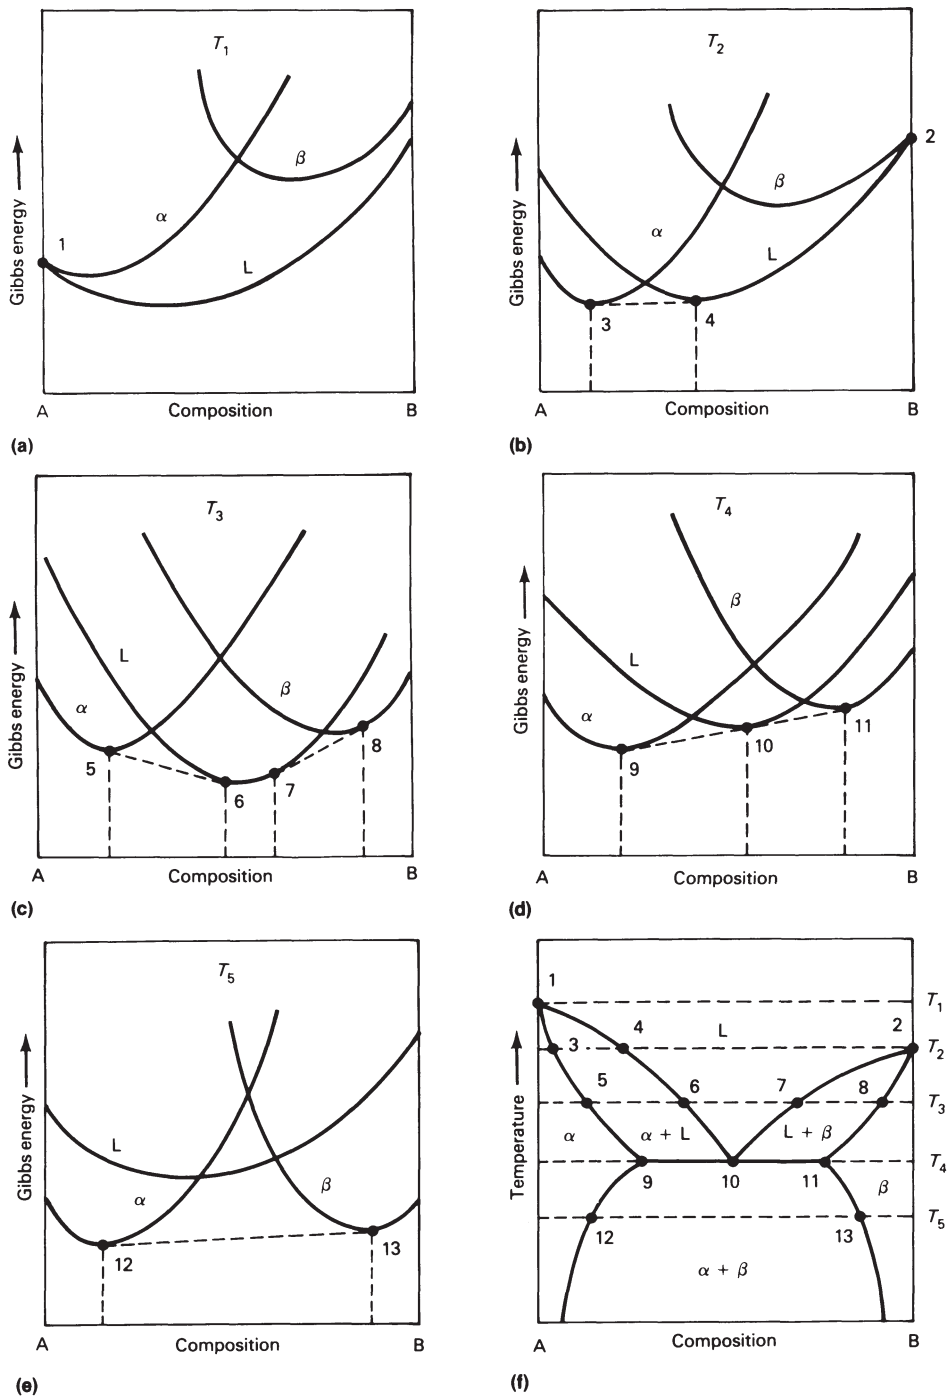 T1
1
α
β
L
Gibbs energy
A
Composition
B
(a)
T2
2
α
β
L
3
4
Gibbs energy
A
Composition
B
(b)
T3
L
α
β
5
6
7
8
Gibbs energy
A
Composition
B
(c)
T4
β
L
α
9
10
11
Gibbs energy
A
Composition
B
(d)
T5
L
α
β
12
13
Gibbs energy
A
Composition
B
(e)
1
T1
4
L
2
3
T2
5
6
7
8
T3
α
α + L
L + β
Temperature
T4
9
10
11
β
T5
12
13
α + β
A
Composition
B
(f)